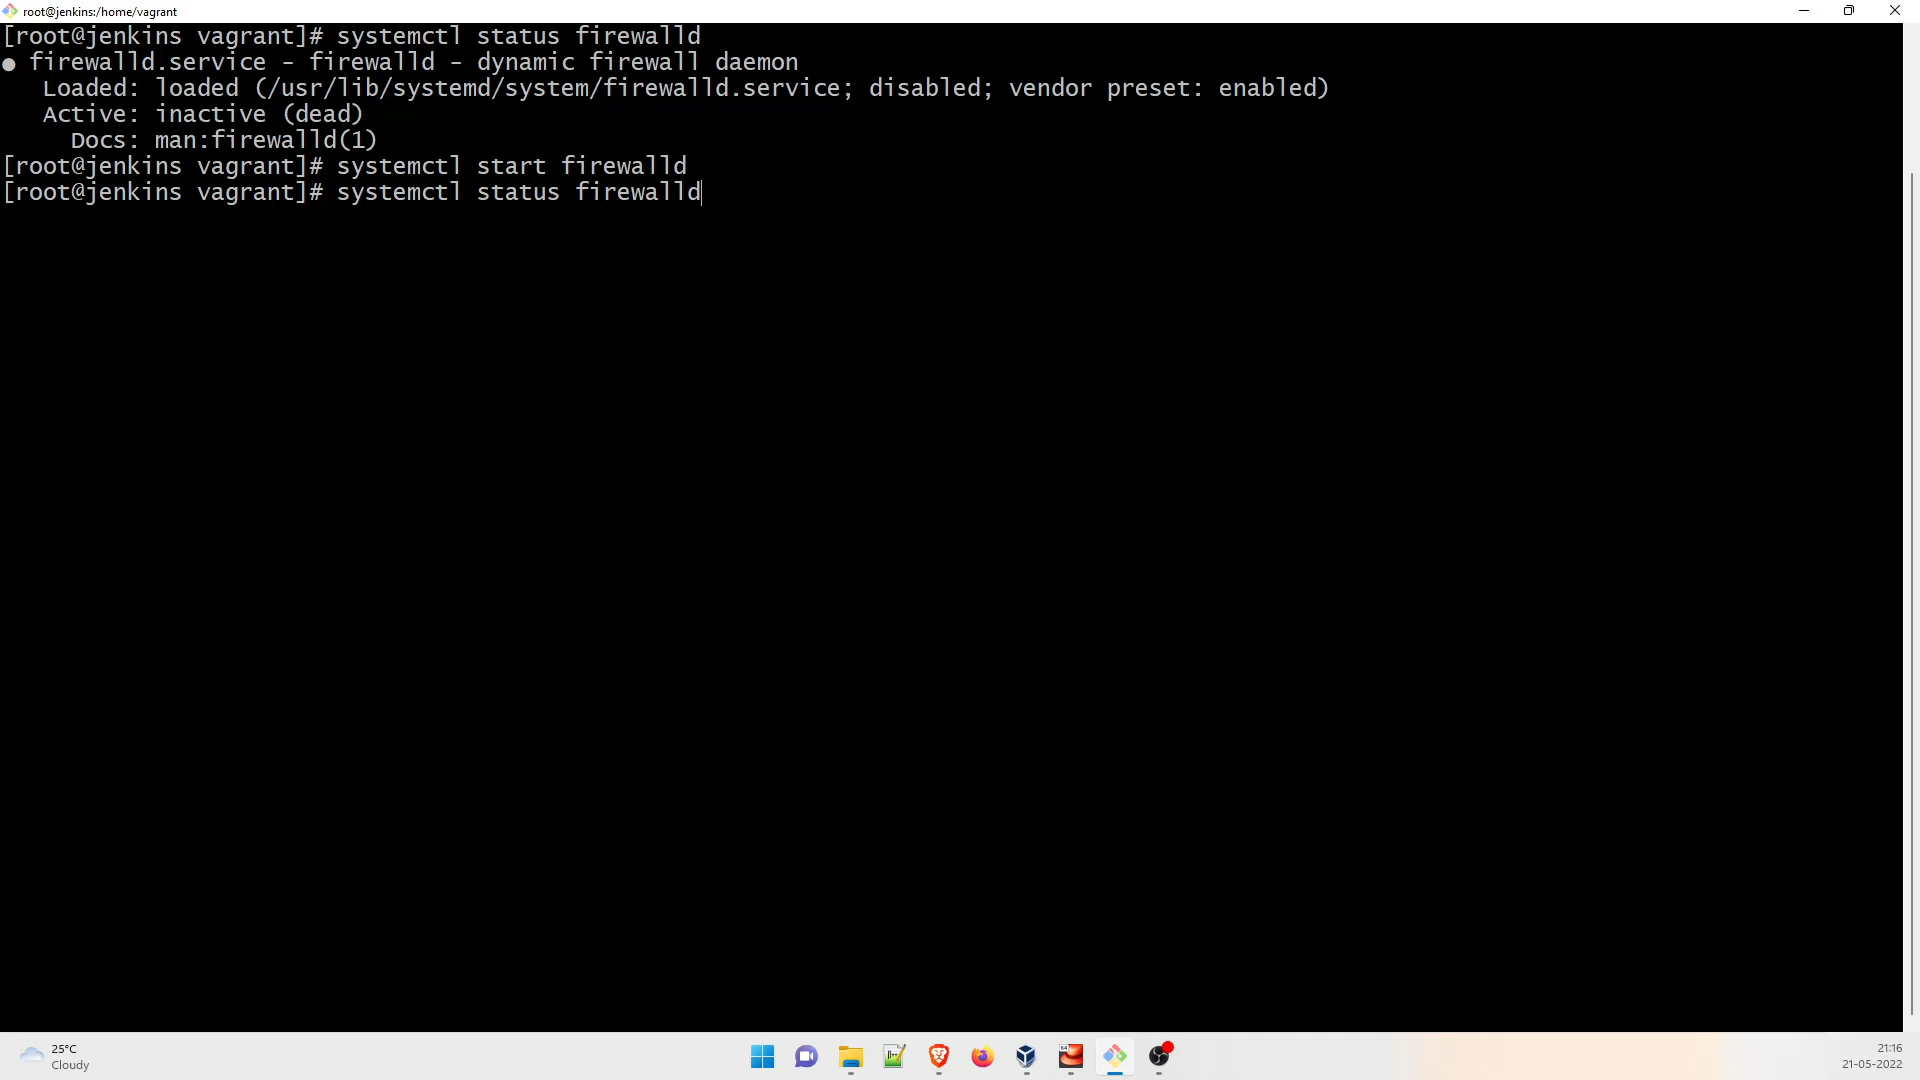 root@jenkins:/home/vagrant
[root@jenkins vagrant]# systemctl status firewalld
● firewalld.service - firewalld - dynamic firewall daemon
   Loaded: loaded (/usr/lib/systemd/system/firewalld.service; disabled; vendor preset: enabled)
   Active: inactive (dead)
     Docs: man:firewalld(1)
[root@jenkins vagrant]# systemctl start firewalld
[root@jenkins vagrant]# systemctl status firewalld
25°C
Cloudy
64
21:16
21-05-2022